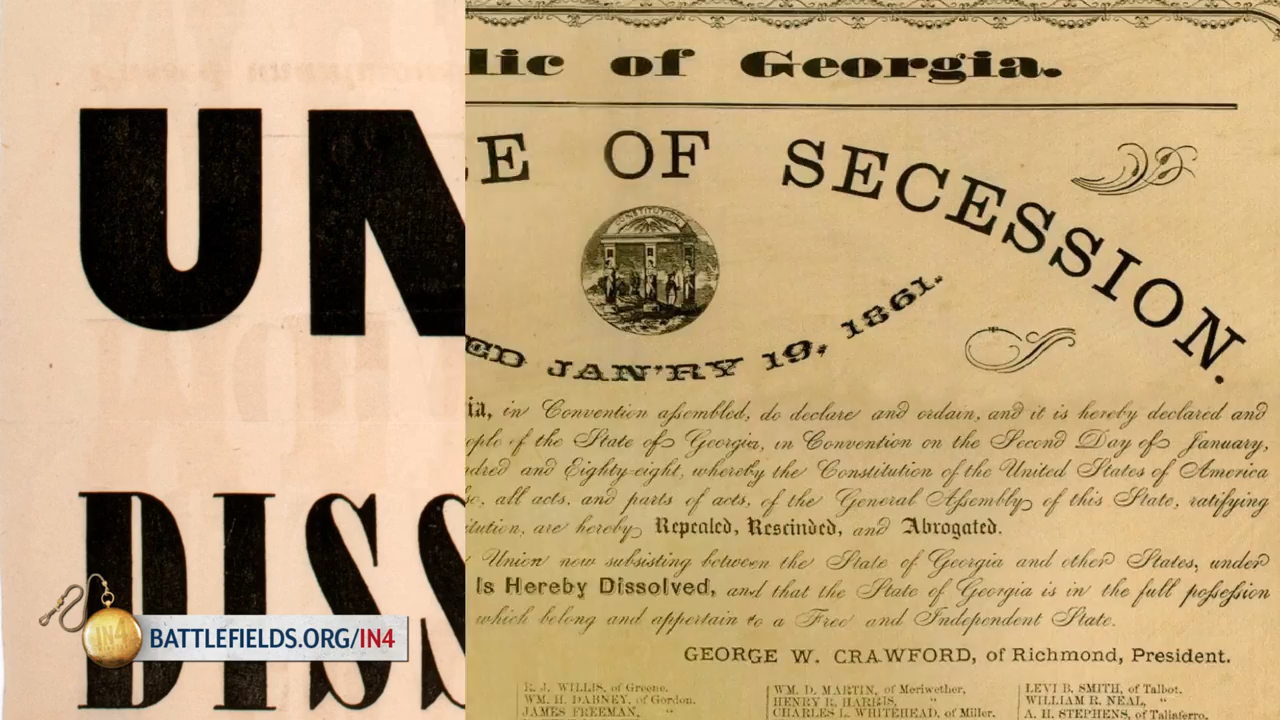 UN
DISS
IN4
BATTLEFIELDS.ORG/IN4
lic of Georgia.
E OF SECESSION.
ED JAN'RY 19, 1861.
ia, in Convention assembled, do declare and ordain, and it is hereby declared and
ople of the State of Georgia, in Convention on the Second Day of January,
dred and Eighty-eight, whereby the Constitution of the United States of America
so, all acts, and parts of acts, of the General Assembly of this State, ratifying
itution, are hereby Repealed, Rescinded, and Abrogated.
Union now subsisting between the State of Georgia and other States, under
Is Hereby Dissolved, and that the State of Georgia is in the full possession
which belong and appertain to a Free and Independent State.
GEORGE W. CRAWFORD, of Richmond, President.
R. J. WILLIS, of Greene.
WM. H. DABNEY, of Gordon.
JAMES FREEMAN, "
WM. D. MARTIN, of Meriwether,
HENRY R. HARRIS, "
CHARLES L. WHITEHEAD, of Miller.
LEVI B. SMITH, of Talbot.
WILLIAM R. NEAL, "
A. H. STEPHENS, of Taliaferro.